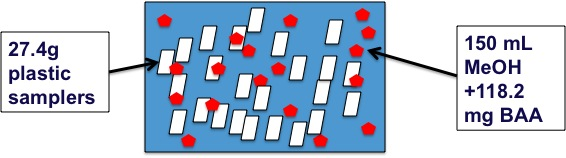 27.4g
plastic
samplers
150 mL
MeOH
+118.2
mg BAA